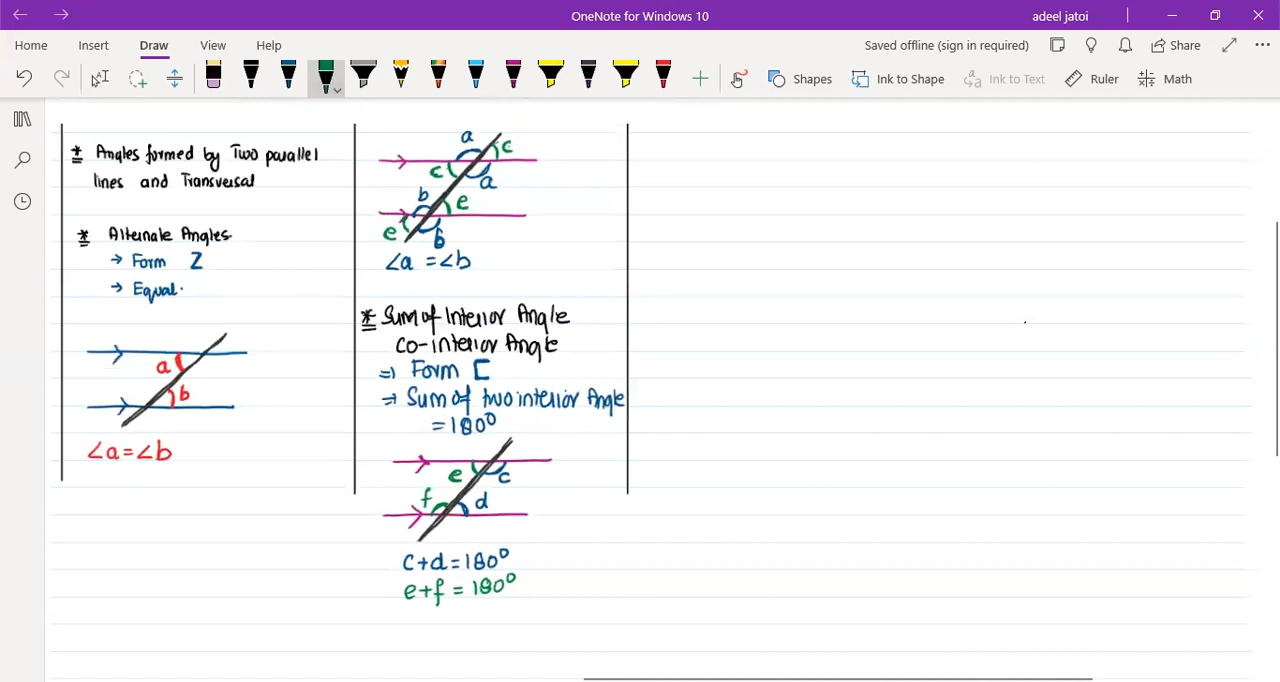 OneNote for Windows 10
adeel jatoi
Home Insert Draw View Help
Saved offline (sign in required)
Share
Shapes
Ink to Shape
Ink to Text
Ruler
Math
* Angles formed by Two parallel
lines and Transversal
* Alternate Angles
→ Form Z
→ Equal.
a
b
∠a = ∠b
a
c
c
a
b
e
e
b
∠a = ∠b
* Sum of Interior Angle
co-interior Angle
⇒ Form [
⇒ Sum of two interior Angle
= 180°
e
c
f
d
c+d = 180°
e+f = 180°